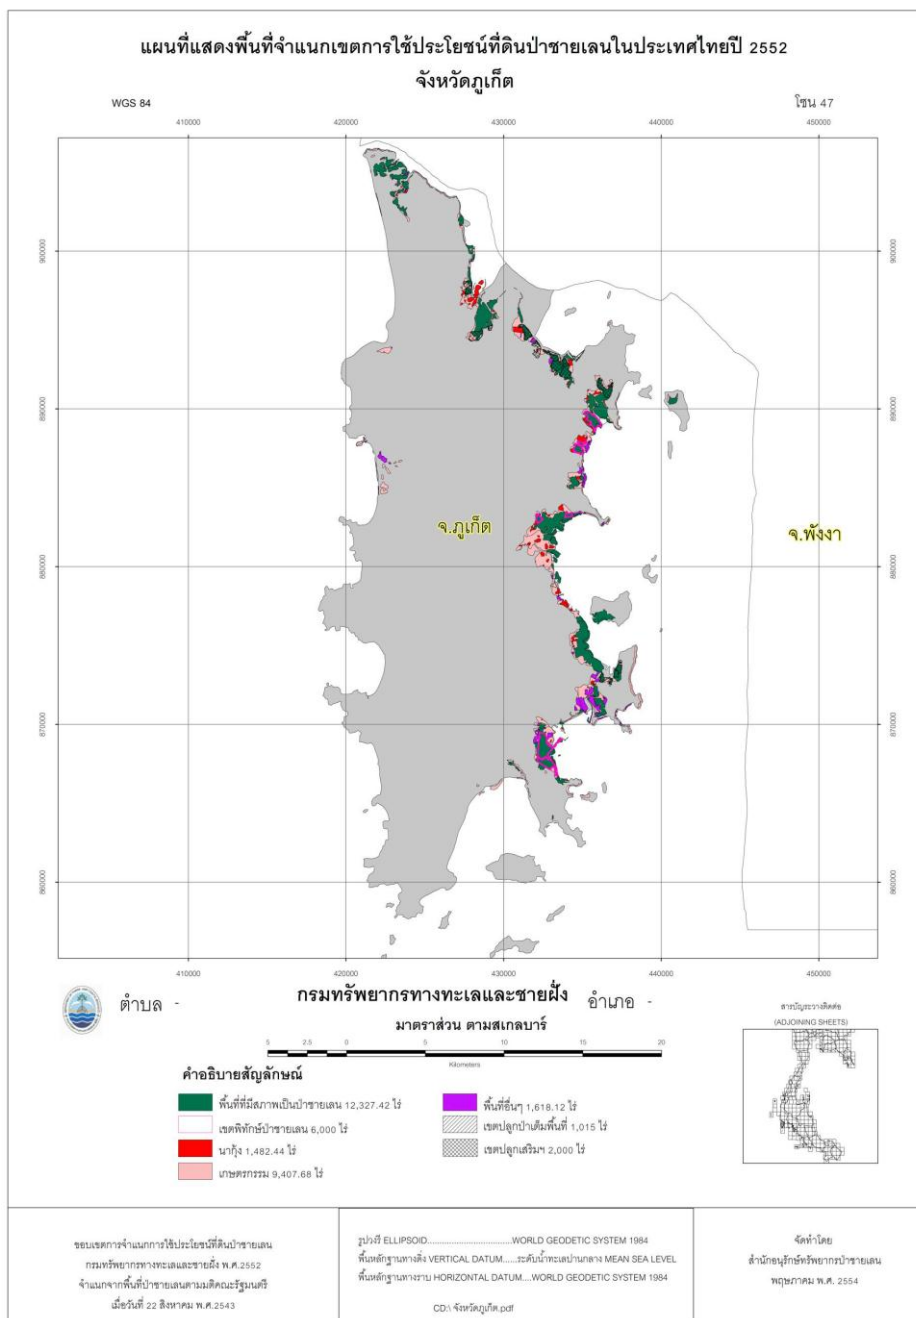 แผนที่แสดงพื้นที่จำแนกเขตการใช้ประโยชน์ที่ดินป่าชายเลนในประเทศไทยปี 2552
จังหวัดภูเก็ต
WGS 84
โซน 47
410000 420000 430000 440000 450000
900000 900000
890000 890000
จ.ภูเก็ต
จ.พังงา
880000 880000
870000 870000
860000 860000
410000 420000 430000 440000 450000
ตำบล -
กรมทรัพยากรทางทะเลและชายฝั่ง
อำเภอ -
มาตราส่วน ตามสเกลบาร์
5 0 5 10 15 20
Kilometers
สารบัญระวางติดต่อ
(ADJOINING SHEETS)
คำอธิบายสัญลักษณ์
พื้นที่ที่มีสภาพเป็นป่าชายเลน 12,327.42 ไร่
เขตพิทักษ์ป่าชายเลน 6,000 ไร่
นากุ้ง 1,482.44 ไร่
เกษตรกรรม 9,407.68 ไร่
พื้นที่อื่นๆ 1,618.12 ไร่
เขตปลูกป่าเต็มพื้นที่ 1,015 ไร่
เขตปลูกเสริมฯ 2,000 ไร่
ขอบเขตการจำแนกการใช้ประโยชน์ที่ดินป่าชายเลน
กรมทรัพยากรทางทะเลและชายฝั่ง พ.ศ.2552
จำแนกจากพื้นที่ป่าชายเลนตามมติคณะรัฐมนตรี
เมื่อวันที่ 22 สิงหาคม พ.ศ.2543
รูปวงรี ELLIPSOID.................................WORLD GEODETIC SYSTEM 1984
พื้นหลักฐานทางดิ่ง VERTICAL DATUM......ระดับน้ำทะเลปานกลาง MEAN SEA LEVEL
พื้นหลักฐานทางราบ HORIZONTAL DATUM....WORLD GEODETIC SYSTEM 1984
CD:\ จังหวัดภูเก็ต.pdf
จัดทำโดย
สำนักอนุรักษ์ทรัพยากรป่าชายเลน
พฤษภาคม พ.ศ. 2554